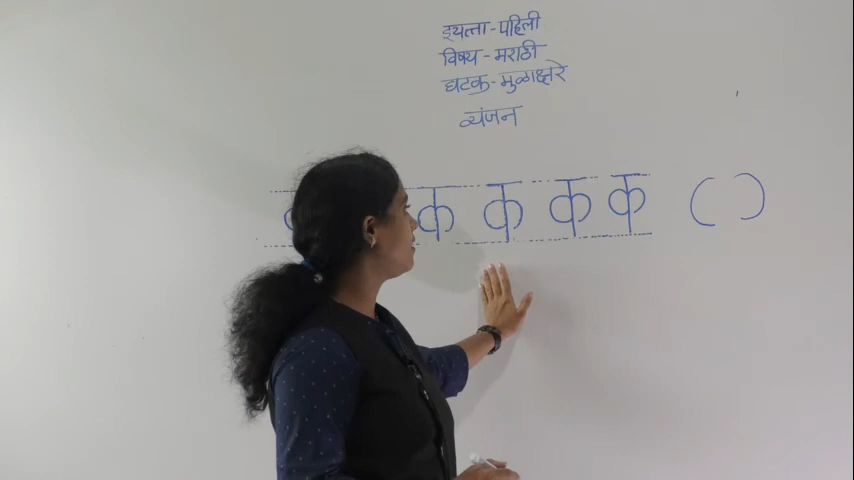 इयत्ता - पहिली
विषय - मराठी
घटक - मुळाक्षरे
व्यंजन
क क क क ( )